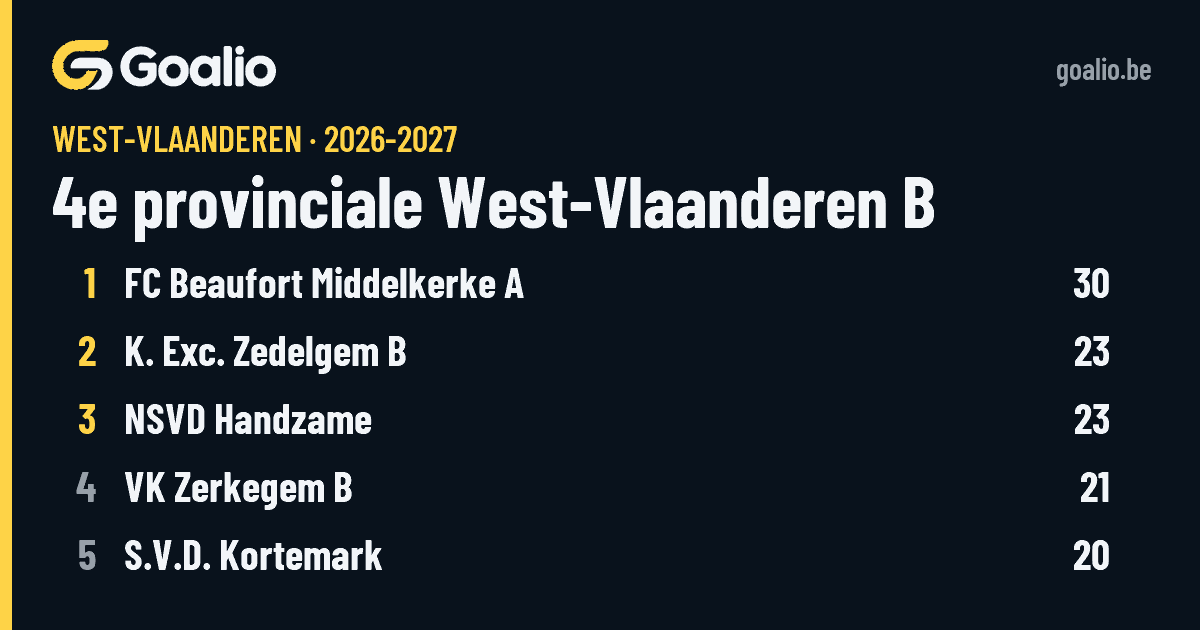 Goalio goalio.be
WEST-VLAANDEREN · 2026-2027
4e provinciale West-Vlaanderen B
1 FC Beaufort Middelkerke A 30
2 K. Exc. Zedelgem B 23
3 NSVD Handzame 23
4 VK Zerkegem B 21
5 S.V.D. Kortemark 20